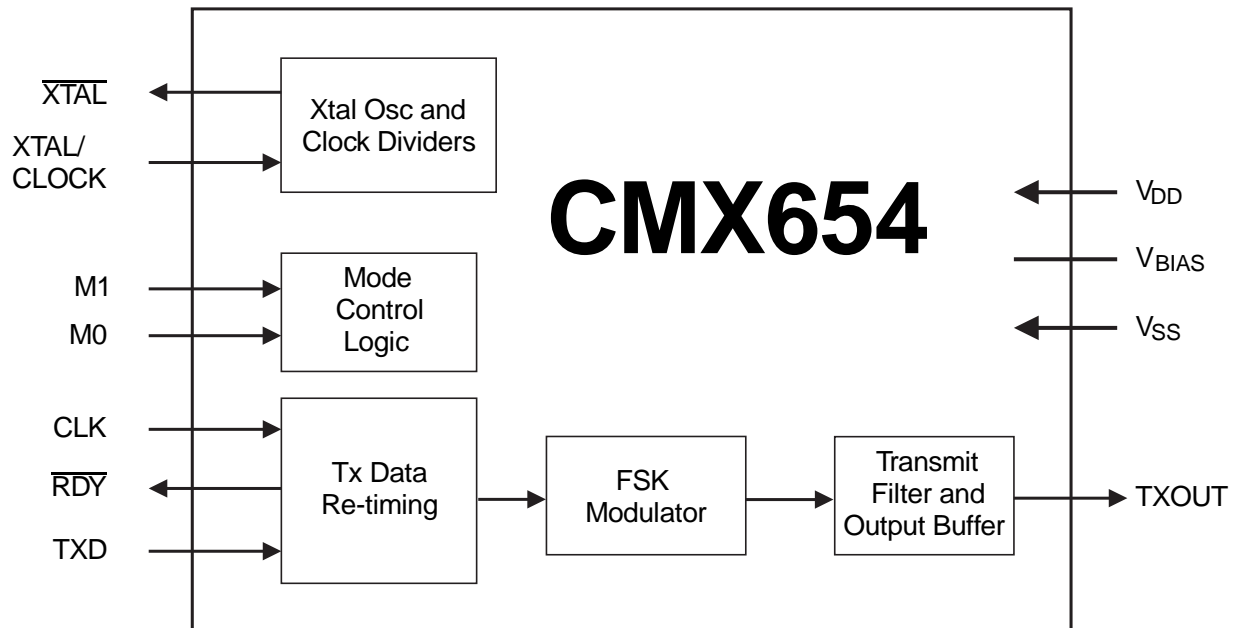 XTAL
XTAL/
CLOCK
Xtal Osc and
Clock Dividers
CMX654
VDD
VBIAS
VSS
M1
M0
Mode
Control
Logic
CLK
RDY
TXD
Tx Data
Re-timing
FSK
Modulator
Transmit
Filter and
Output Buffer
TXOUT